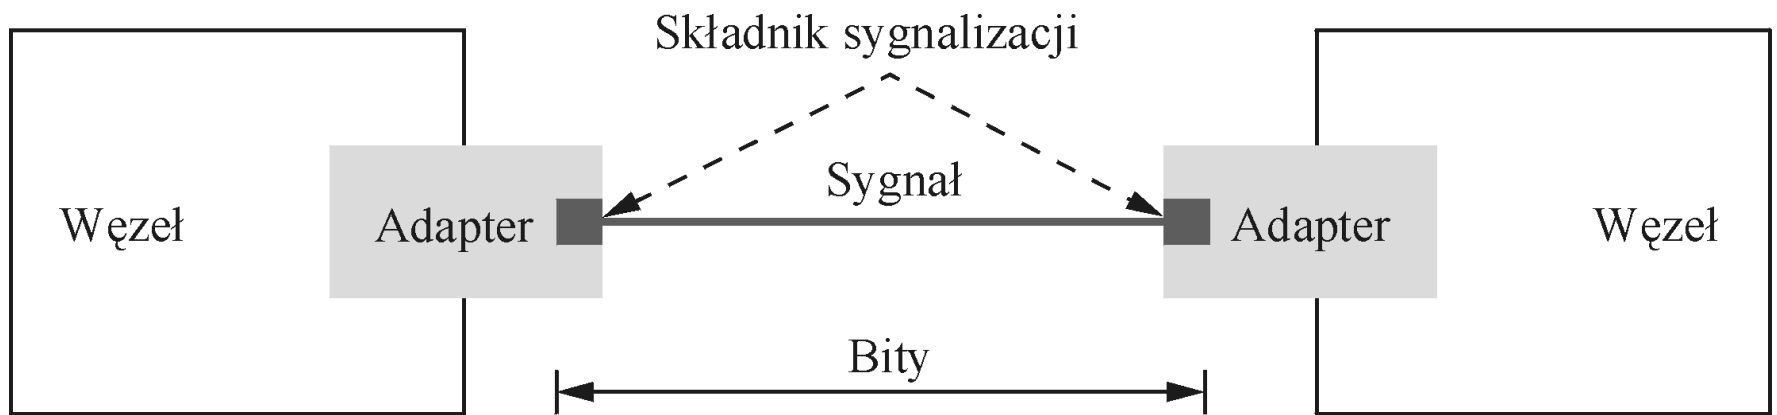 Składnik sygnalizacji
Sygnał
Węzeł
Adapter
Adapter
Węzeł
Bity